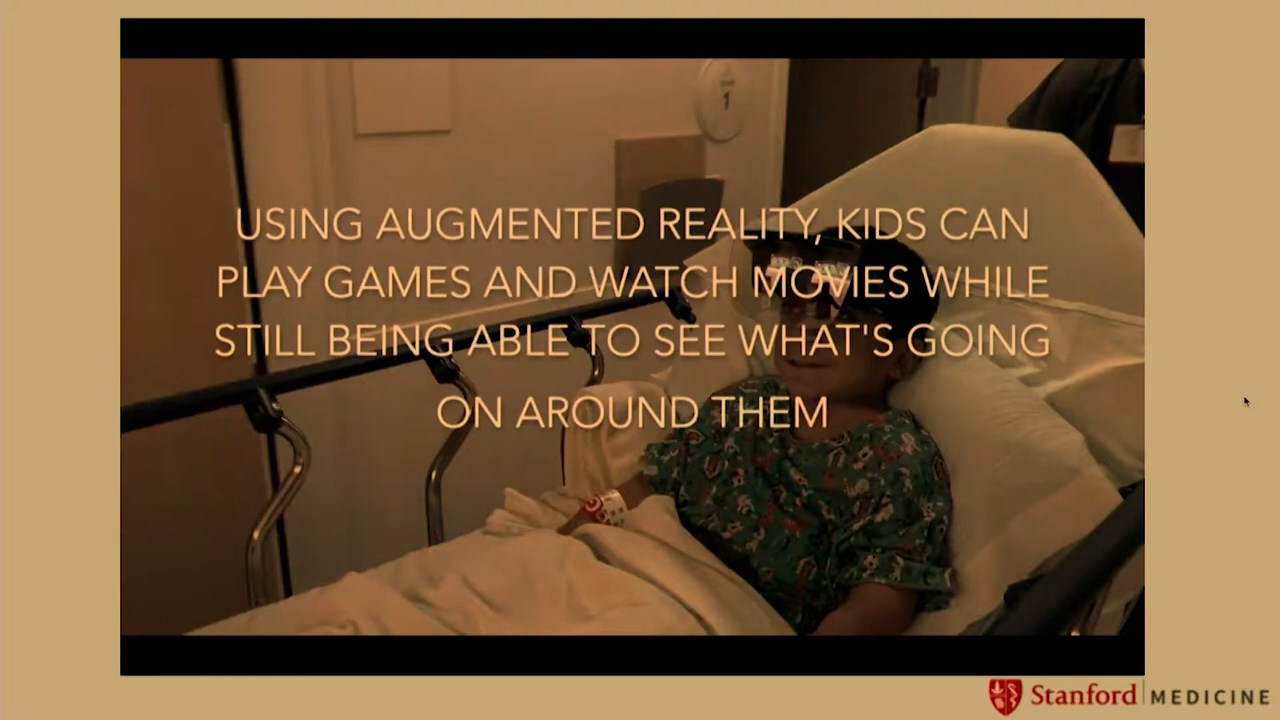 1
USING AUGMENTED REALITY, KIDS CAN
PLAY GAMES AND WATCH MOVIES WHILE
STILL BEING ABLE TO SEE WHAT'S GOING
ON AROUND THEM
Stanford MEDICINE